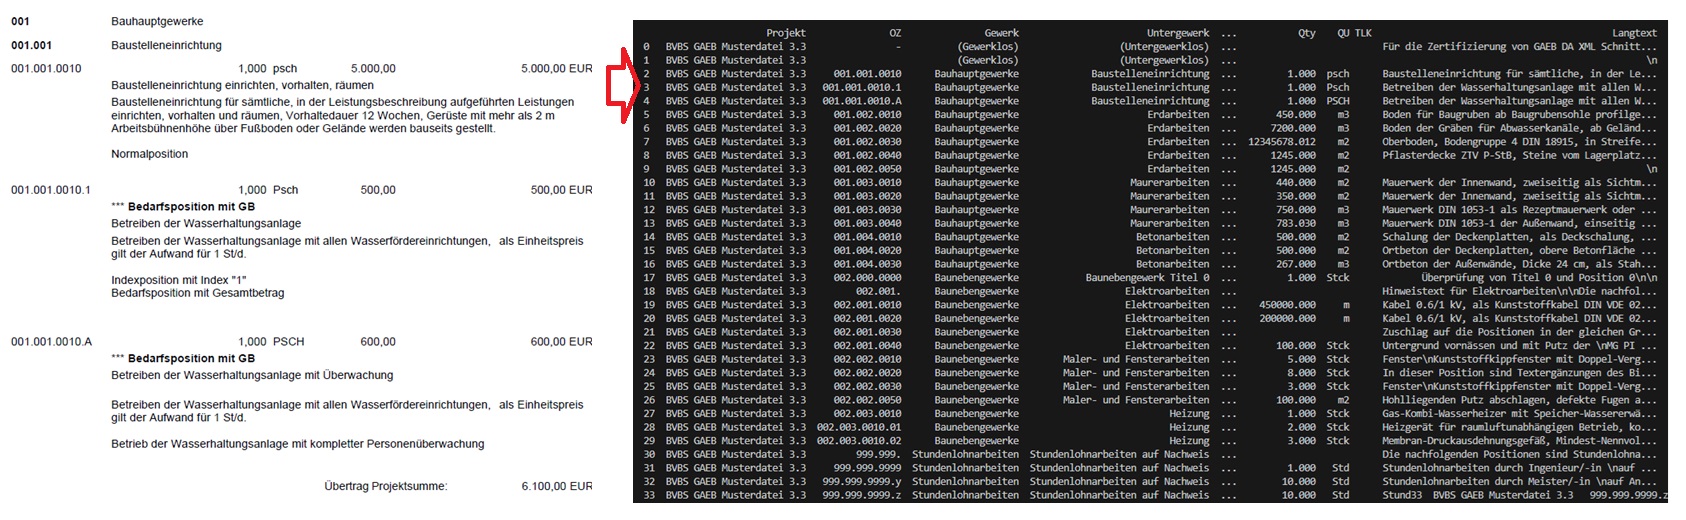 001 Bauhauptgewerke
001.001 Baustelleneinrichtung
001.001.0010 1,000 psch 5.000,00 5.000,00 EUR
Baustelleneinrichtung einrichten, vorhalten, räumen
Baustelleneinrichtung für sämtliche, in der Leistungsbeschreibung aufgeführten Leistungen
einrichten, vorhalten und räumen, Vorhaltedauer 12 Wochen, Gerüste mit mehr als 2 m
Arbeitsbühnenhöhe über Fußboden oder Gelände werden bauseits gestellt.
Normalposition
001.001.0010.1 1,000 Psch 500,00 500,00 EUR
*** Bedarfsposition mit GB
Betreiben der Wasserhaltungsanlage
Betreiben der Wasserhaltungsanlage mit allen Wasserfördereinrichtungen, als Einheitspreis
gilt der Aufwand für 1 St/d.
Indexposition mit Index "1"
Bedarfsposition mit Gesamtbetrag
001.001.0010.A 1,000 PSCH 600,00 600,00 EUR
*** Bedarfsposition mit GB
Betreiben der Wasserhaltungsanlage mit Überwachung
Betreiben der Wasserhaltungsanlage mit allen Wasserfördereinrichtungen, als Einheitspreis
gilt der Aufwand für 1 St/d.
Betrieb der Wasserhaltungsanlage mit kompletter Personenüberwachung
Übertrag Projektsumme: 6.100,00 EUR
Projekt OZ Gewerk Untergewerk ... Qty QU TLK Langtext
0 BVBS GAEB Musterdatei 3.3 - (Gewerklos) (Untergewerklos) ... Für die Zertifizierung von GAEB DA XML Schnitt...
1 BVBS GAEB Musterdatei 3.3 (Gewerklos) (Untergewerklos) ... \n
2 BVBS GAEB Musterdatei 3.3 001.001.0010 Bauhauptgewerke Baustelleneinrichtung ... 1.000 psch Baustelleneinrichtung für sämtliche, in der Le...
3 BVBS GAEB Musterdatei 3.3 001.001.0010.1 Bauhauptgewerke Baustelleneinrichtung ... 1.000 Psch Betreiben der Wasserhaltungsanlage mit allen W...
4 BVBS GAEB Musterdatei 3.3 001.001.0010.A Bauhauptgewerke Baustelleneinrichtung ... 1.000 PSCH Betreiben der Wasserhaltungsanlage mit allen W...
5 BVBS GAEB Musterdatei 3.3 001.002.0010 Bauhauptgewerke Erdarbeiten ... 450.000 m3 Boden für Baugruben ab Baugrubensohle profilge...
6 BVBS GAEB Musterdatei 3.3 001.002.0020 Bauhauptgewerke Erdarbeiten ... 7200.000 m3 Boden der Gräben für Abwasserkanäle, ab Geländ...
7 BVBS GAEB Musterdatei 3.3 001.002.0030 Bauhauptgewerke Erdarbeiten ... 12345678.012 m2 Oberboden, Bodengruppe 4 DIN 18915, in Streife...
8 BVBS GAEB Musterdatei 3.3 001.002.0040 Bauhauptgewerke Erdarbeiten ... 1245.000 m2 Pflasterdecke ZTV P-StB, Steine vom Lagerplatz...
9 BVBS GAEB Musterdatei 3.3 001.002.0050 Bauhauptgewerke Erdarbeiten ... 1245.000 m2 \n
10 BVBS GAEB Musterdatei 3.3 001.003.0010 Bauhauptgewerke Maurerarbeiten ... 440.000 m2 Mauerwerk der Innenwand, zweiseitig als Sichtm...
11 BVBS GAEB Musterdatei 3.3 001.003.0020 Bauhauptgewerke Maurerarbeiten ... 350.000 m2 Mauerwerk der Innenwand, zweiseitig als Sichtm...
12 BVBS GAEB Musterdatei 3.3 001.003.0030 Bauhauptgewerke Maurerarbeiten ... 750.000 m3 Mauerwerk DIN 1053-1 als Rezeptmauerwerk oder ...
13 BVBS GAEB Musterdatei 3.3 001.003.0040 Bauhauptgewerke Maurerarbeiten ... 783.030 m3 Mauerwerk DIN 1053-1 der Außenwand, einseitig ...
14 BVBS GAEB Musterdatei 3.3 001.004.0010 Bauhauptgewerke Betonarbeiten ... 500.000 m2 Schalung der Deckenplatten, als Deckschalung, ...
15 BVBS GAEB Musterdatei 3.3 001.004.0020 Bauhauptgewerke Betonarbeiten ... 500.000 m2 Ortbeton der Deckenplatten, obere Betonfläche ...
16 BVBS GAEB Musterdatei 3.3 001.004.0030 Bauhauptgewerke Betonarbeiten ... 267.000 m3 Ortbeton der Außenwände, Dicke 24 cm, als Stah...
17 BVBS GAEB Musterdatei 3.3 002.000.0000 Baunebengewerke Baunebengewerk Titel 0 ... 1.000 Stck Überprüfung von Titel 0 und Position 0\n\n
18 BVBS GAEB Musterdatei 3.3 002.001. Baunebengewerke Elektroarbeiten ... Hinweistext für Elektroarbeiten\n\nDie nachfol...
19 BVBS GAEB Musterdatei 3.3 002.001.0010 Baunebengewerke Elektroarbeiten ... 450000.000 m Kabel 0.6/1 kV, als Kunststoffkabel DIN VDE 02...
20 BVBS GAEB Musterdatei 3.3 002.001.0020 Baunebengewerke Elektroarbeiten ... 200000.000 m Kabel 0.6/1 kV, als Kunststoffkabel DIN VDE 02...
21 BVBS GAEB Musterdatei 3.3 002.001.0030 Baunebengewerke Elektroarbeiten ... Zuschlag auf die Positionen in der gleichen Gr...
22 BVBS GAEB Musterdatei 3.3 002.001.0040 Baunebengewerke Elektroarbeiten ... 100.000 Stck Untergrund vornässen und mit Putz der \nMG PI ...
23 BVBS GAEB Musterdatei 3.3 002.002.0010 Baunebengewerke Maler- und Fensterarbeiten ... 5.000 Stck Fenster\nKunststoffkippfenster mit Doppel-Verg...
24 BVBS GAEB Musterdatei 3.3 002.002.0020 Baunebengewerke Maler- und Fensterarbeiten ... 8.000 Stck In dieser Position sind Textergänzungen des Bi...
25 BVBS GAEB Musterdatei 3.3 002.002.0030 Baunebengewerke Maler- und Fensterarbeiten ... 3.000 Stck Fenster\nKunststoffkippfenster mit Doppel-Verg...
26 BVBS GAEB Musterdatei 3.3 002.002.0050 Baunebengewerke Maler- und Fensterarbeiten ... 100.000 m2 Hohlliegenden Putz abschlagen, defekte Fugen a...
27 BVBS GAEB Musterdatei 3.3 002.003.0010 Baunebengewerke Heizung ... 1.000 Stck Gas-Kombi-Wasserheizer mit Speicher-Wassererwä...
28 BVBS GAEB Musterdatei 3.3 002.003.0010.01 Baunebengewerke Heizung ... 2.000 Stck Heizgerät für raumluftunabhängigen Betrieb, ko...
29 BVBS GAEB Musterdatei 3.3 002.003.0010.02 Baunebengewerke Heizung ... 3.000 Stck Membran-Druckausdehnungsgefäß, Mindest-Nennvol...
30 BVBS GAEB Musterdatei 3.3 999.999. Stundenlohnarbeiten Stundenlohnarbeiten auf Nachweis ... Die nachfolgenden Positionen sind Stundenlohna...
31 BVBS GAEB Musterdatei 3.3 999.999.9999 Stundenlohnarbeiten Stundenlohnarbeiten auf Nachweis ... 1.000 Std Stundenlohnarbeiten durch Ingenieur/-in \nauf ...
32 BVBS GAEB Musterdatei 3.3 999.999.9999.y Stundenlohnarbeiten Stundenlohnarbeiten auf Nachweis ... 10.000 Std Stundenlohnarbeiten durch Meister/-in \nauf An...
33 BVBS GAEB Musterdatei 3.3 999.999.9999.z Stundenlohnarbeiten Stundenlohnarbeiten auf Nachweis ... 10.000 Std Stund33 BVBS GAEB Musterdatei 3.3 999.999.9999.z